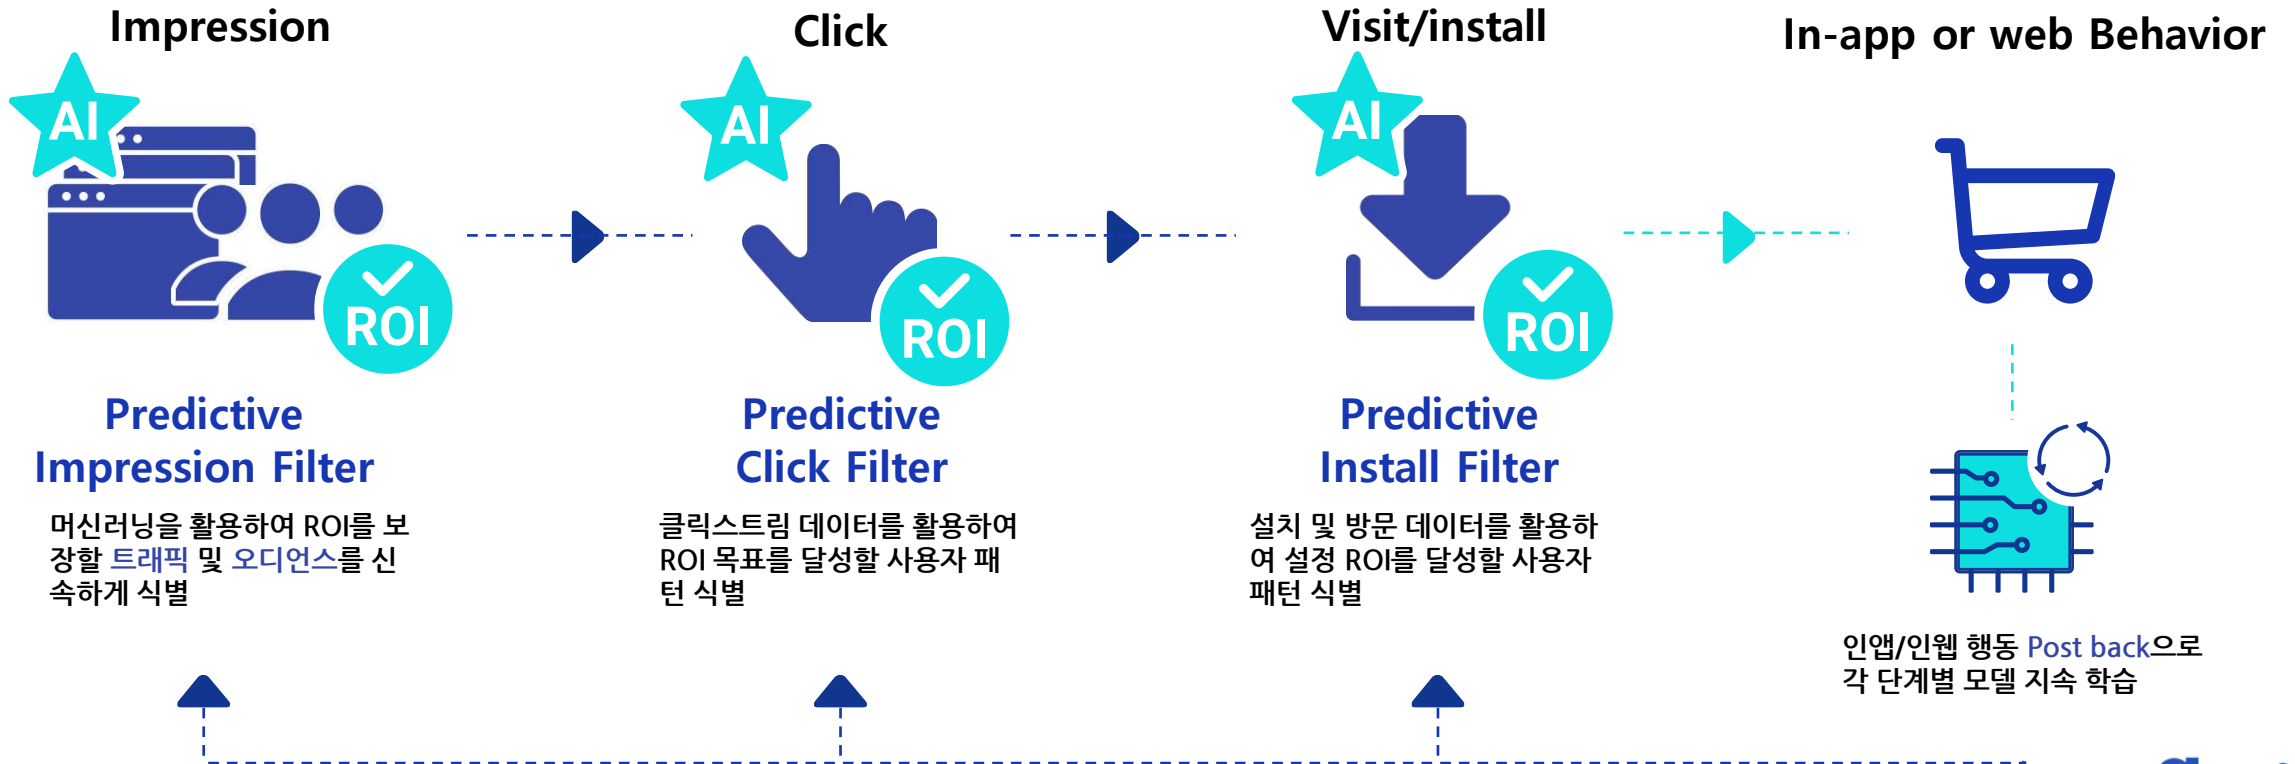 Impression
Click
Visit/install
In-app or web Behavior
AI
AI
AI
ROI
ROI
ROI
Predictive
Impression Filter
머신러닝을 활용하여 ROI를 보
장할 트래픽 및 오디언스를 신
속하게 식별
Predictive
Click Filter
클릭스트림 데이터를 활용하여
ROI 목표를 달성할 사용자 패
턴 식별
Predictive
Install Filter
설치 및 방문 데이터를 활용하
여 설정 ROI를 달성할 사용자
패턴 식별
인앱/인웹 행동 Post back으로
각 단계별 모델 지속 학습